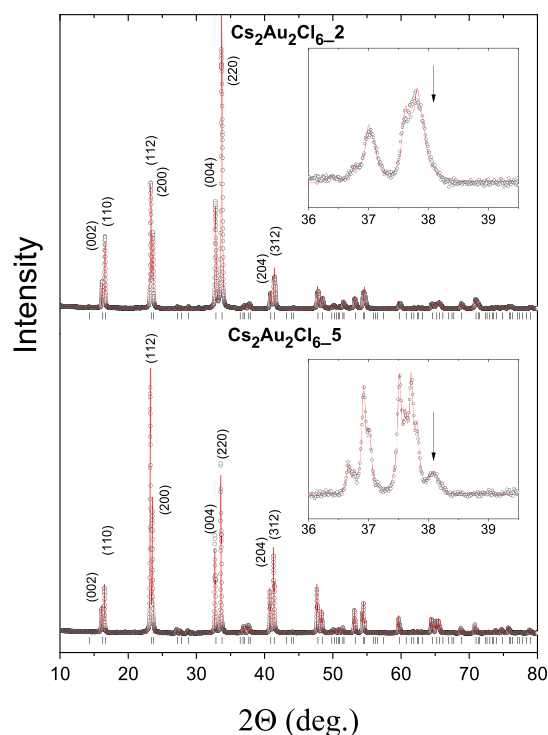 Cs2Au2Cl6_2
(220)
(112)
(200)
(004)
(002)
(110)
(204)
(312)
36 37 38 39
Cs2Au2Cl6_5
(112)
(200)
(220)
(004)
(110)
(002)
(204)
(312)
36 37 38 39
Intensity
10 20 30 40 50 60 70 80
2Θ (deg.)